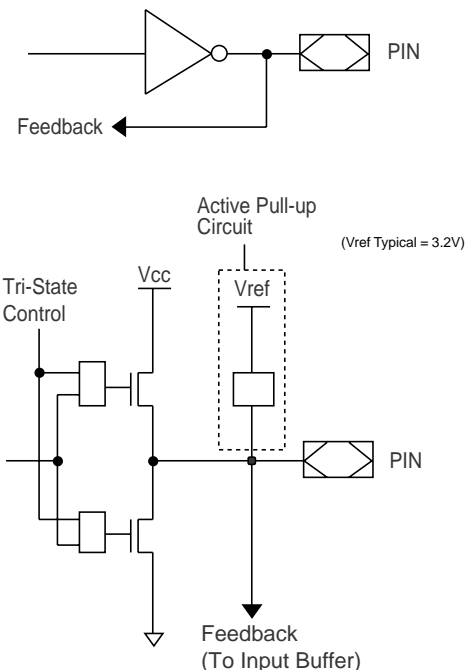 PIN
Feedback
Active Pull-up
Circuit
(Vref Typical = 3.2V)
Tri-State
Control
Vcc
Vref
PIN
Feedback
(To Input Buffer)